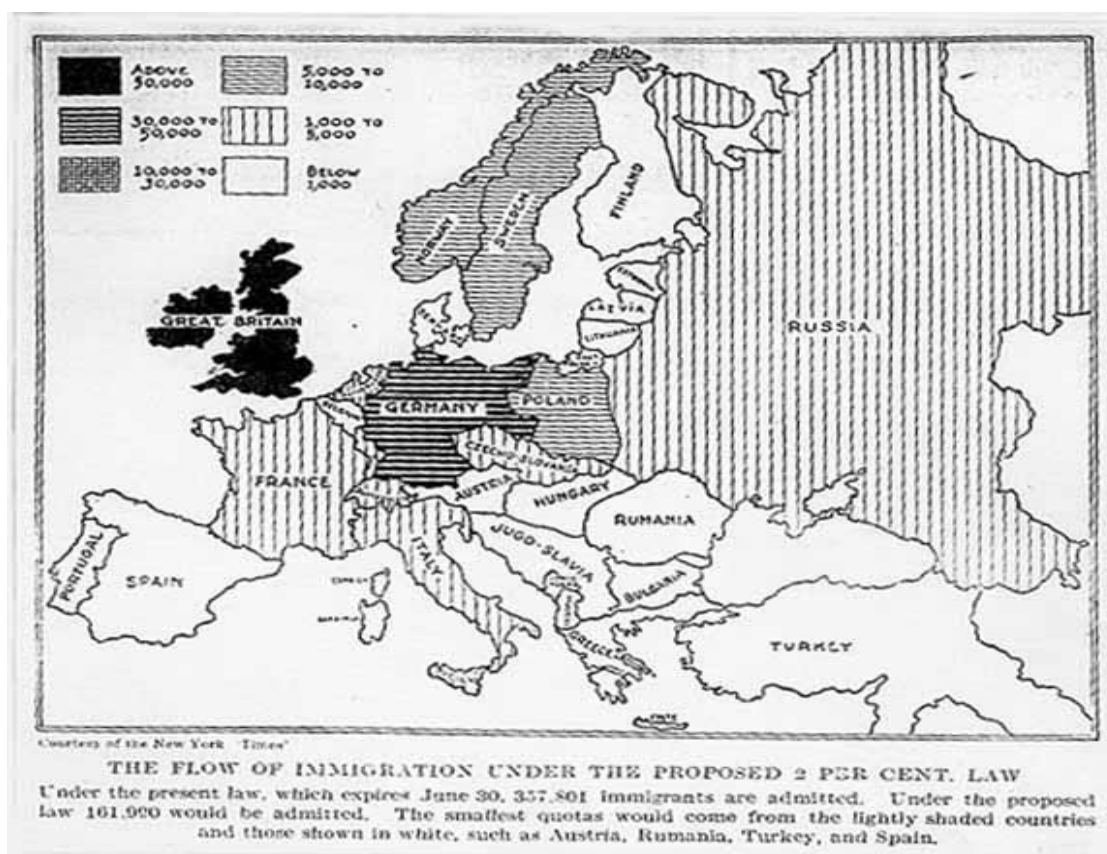 ABOVE
50,000
5,000 TO
10,000
30,000 TO
50,000
1,000 TO
5,000
10,000 TO
30,000
BELOW
1,000
NORWAY
SWEDEN
FINLAND
LATVIA
LITHUANIA
GREAT BRITAIN
RUSSIA
GERMANY
POLAND
CZECHO-SLOVAKIA
FRANCE
AUSTRIA
HUNGARY
RUMANIA
ITALY
JUGO-SLAVIA
BULGARIA
PORTUGAL
SPAIN
GREECE
TURKEY
CRETE
Courtesy of the New York "Times"
THE FLOW OF IMMIGRATION UNDER THE PROPOSED 2 PER CENT. LAW
Under the present law, which expires June 30, 357,801 immigrants are admitted. Under the proposed
law 161,990 would be admitted. The smallest quotas would come from the lightly shaded countries
and those shown in white, such as Austria, Rumania, Turkey, and Spain.